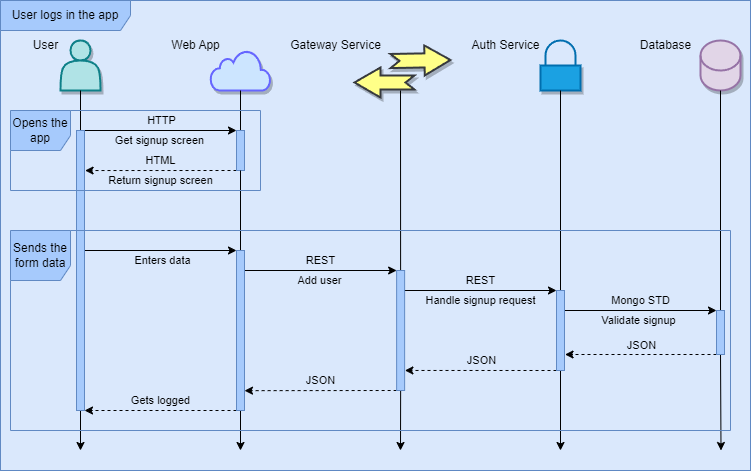 User logs in the app
User
Web App
Gateway Service
Auth Service
Database
Opens the
app
HTTP
Get signup screen
HTML
Return signup screen
Sends the
form data
Enters data
REST
Add user
REST
Handle signup request
Mongo STD
Validate signup
JSON
JSON
JSON
Gets logged